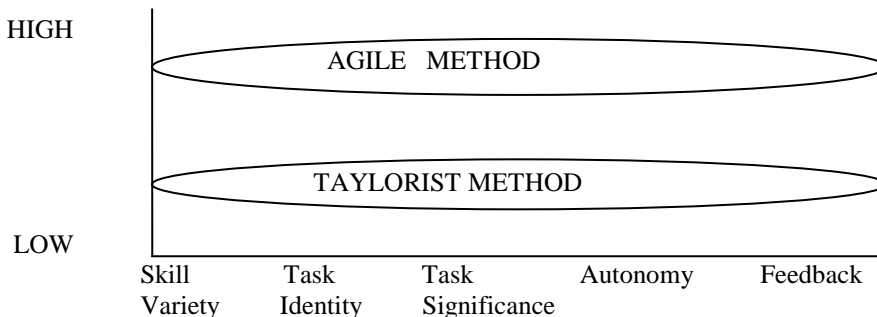 HIGH
AGILE METHOD
TAYLORIST METHOD
LOW
Skill Task Task Autonomy Feedback
Variety Identity Significance